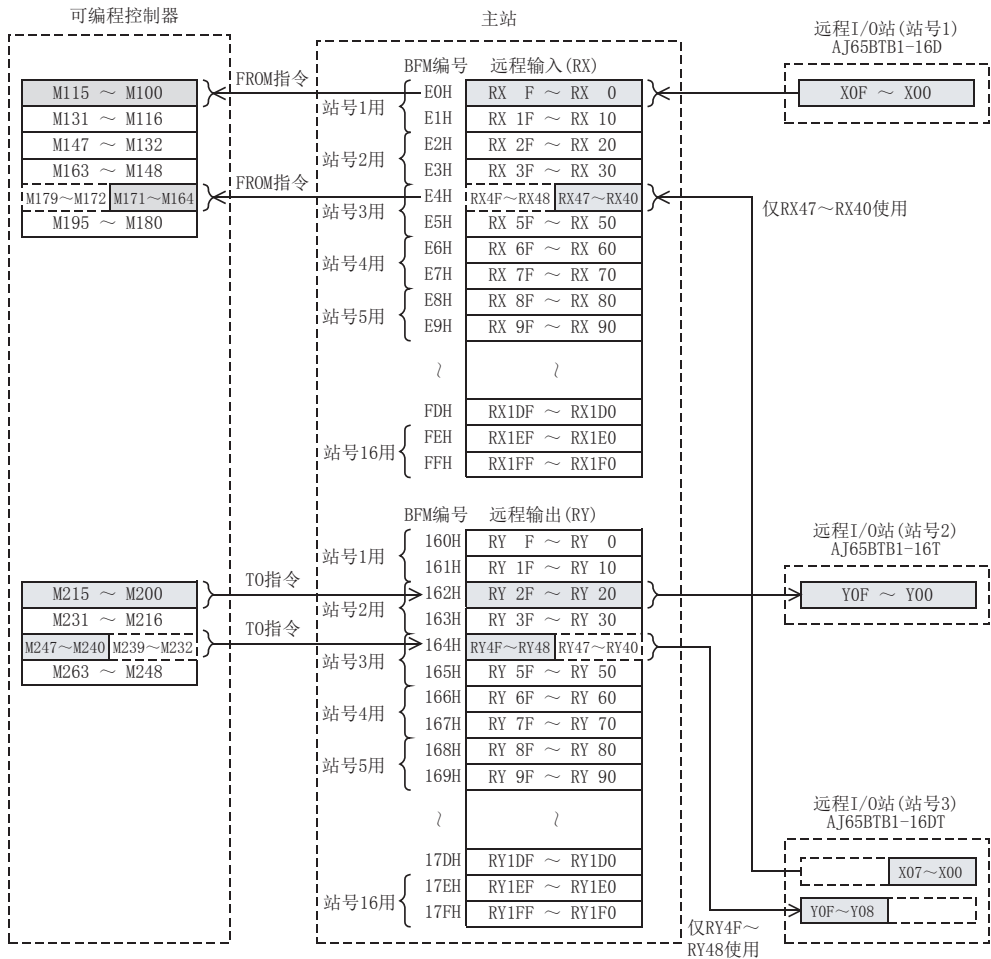 可编程控制器
主站
远程I/O站(站号1)
AJ65BTB1-16D
BFM编号 远程输入(RX)
M115 ～ M100
FROM指令
站号1用
E0H
RX F ～ RX 0
X0F ～ X00
M131 ～ M116
E1H
RX 1F ～ RX 10
M147 ～ M132
站号2用
E2H
RX 2F ～ RX 20
M163 ～ M148
E3H
RX 3F ～ RX 30
M179～M172 M171～M164
FROM指令
站号3用
E4H
RX4F～RX48 RX47～RX40
仅RX47～RX40使用
M195 ～ M180
E5H
RX 5F ～ RX 50
站号4用
E6H
RX 6F ～ RX 60
E7H
RX 7F ～ RX 70
站号5用
E8H
RX 8F ～ RX 80
E9H
RX 9F ～ RX 90
～ ～
FDH
RX1DF ～ RX1D0
站号16用
FEH
RX1EF ～ RX1E0
FFH
RX1FF ～ RX1F0
BFM编号 远程输出(RY)
站号1用
160H
RY F ～ RY 0
161H
RY 1F ～ RY 10
远程I/O站(站号2)
AJ65BTB1-16T
M215 ～ M200
TO指令
站号2用
162H
RY 2F ～ RY 20
Y0F ～ Y00
M231 ～ M216
163H
RY 3F ～ RY 30
M247～M240 M239～M232
TO指令
站号3用
164H
RY4F～RY48 RY47～RY40
M263 ～ M248
165H
RY 5F ～ RY 50
站号4用
166H
RY 6F ～ RY 60
167H
RY 7F ～ RY 70
站号5用
168H
RY 8F ～ RY 80
169H
RY 9F ～ RY 90
～ ～
远程I/O站(站号3)
AJ65BTB1-16DT
17DH
RY1DF ～ RY1D0
X07～X00
站号16用
17EH
RY1EF ～ RY1E0
17FH
RY1FF ～ RY1F0
Y0F～Y08
仅RY4F～
RY48使用